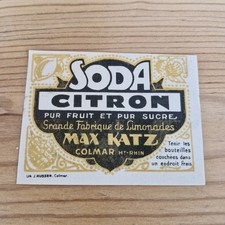 SODA
CITRON
PUR FRUIT ET PUR SUCRE
Grande Fabrique de Limonades
MAX KATZ
COLMAR HT-RHIN
Tenir les
bouteilles
couchées dans
un endroit frais
Lith. J. BURRER. Colmar